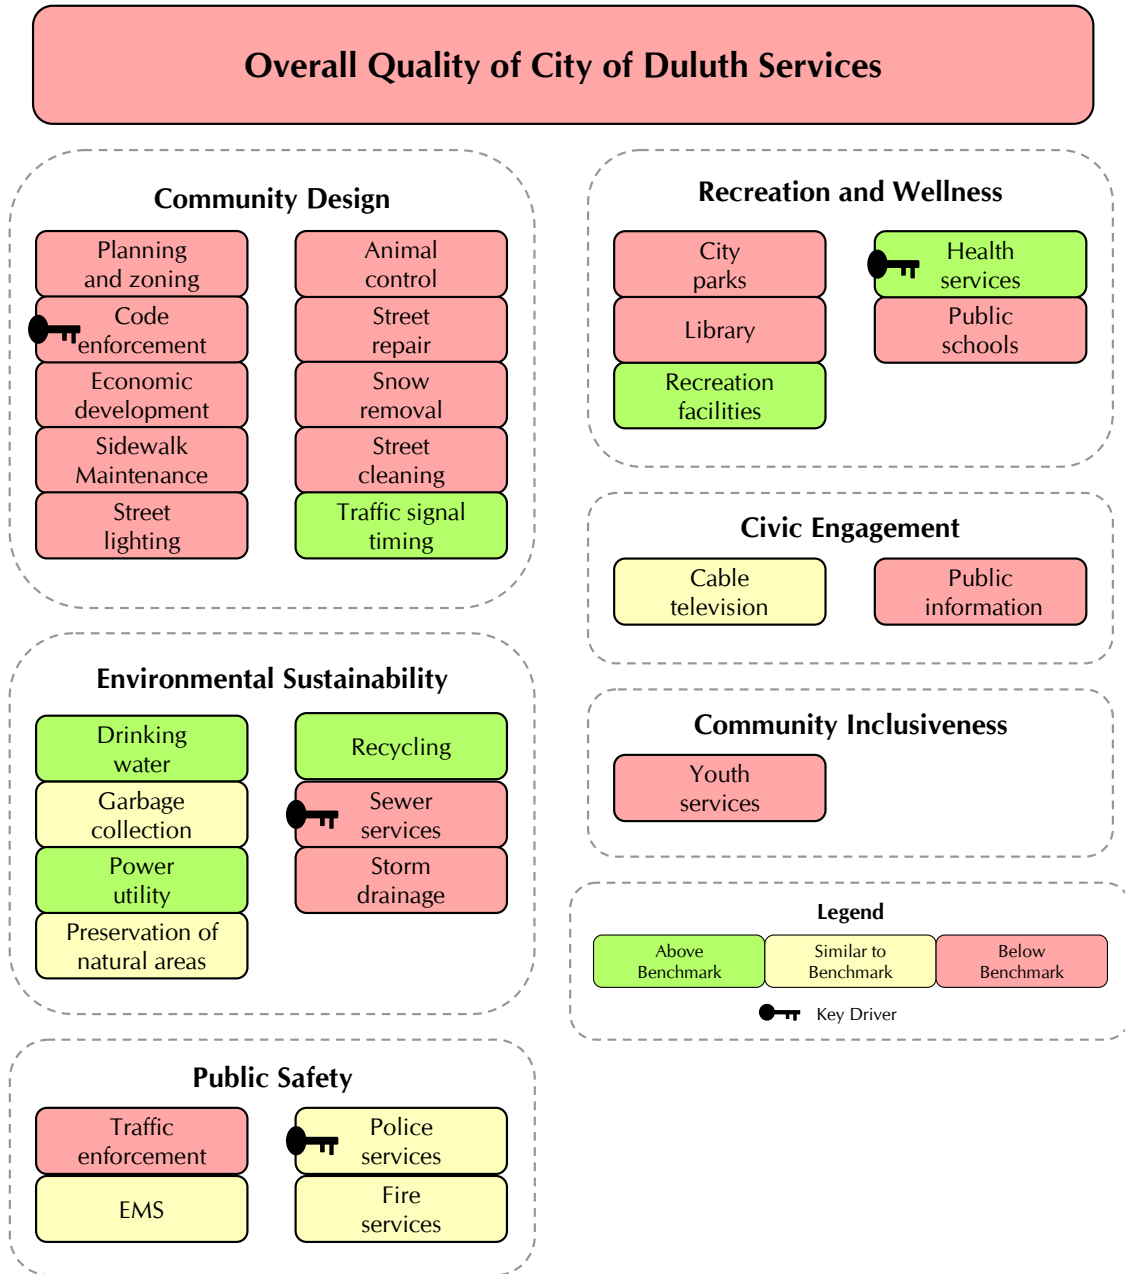 Overall Quality of City of Duluth Services
Community Design
Planning
and zoning
Code
enforcement
Economic
development
Sidewalk
Maintenance
Street
lighting
Animal
control
Street
repair
Snow
removal
Street
cleaning
Traffic signal
timing
Environmental Sustainability
Drinking
water
Garbage
collection
Power
utility
Preservation of
natural areas
Recycling
Sewer
services
Storm
drainage
Public Safety
Traffic
enforcement
EMS
Police
services
Fire
services
Recreation and Wellness
City
parks
Library
Recreation
facilities
Health
services
Public
schools
Civic Engagement
Cable
television
Public
information
Community Inclusiveness
Youth
services
Legend
Above
Benchmark
Similar to
Benchmark
Below
Benchmark
Key Driver